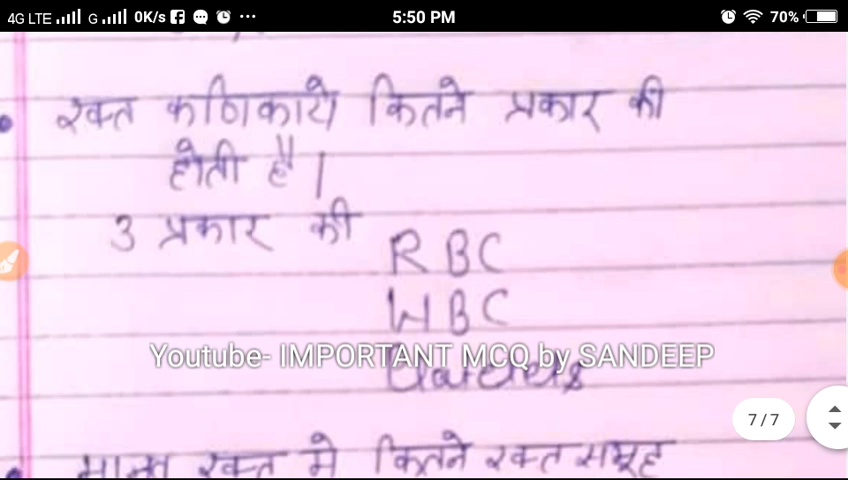 4G LTE G 0K/s 5:50 PM 70%
रक्त कणिकाये कितने प्रकार की
होती है।
3 प्रकार की
RBC
WBC
Youtube- IMPORTANT MCQ by SANDEEP
7/7
मानव रक्त मे कितने रक्त समूह